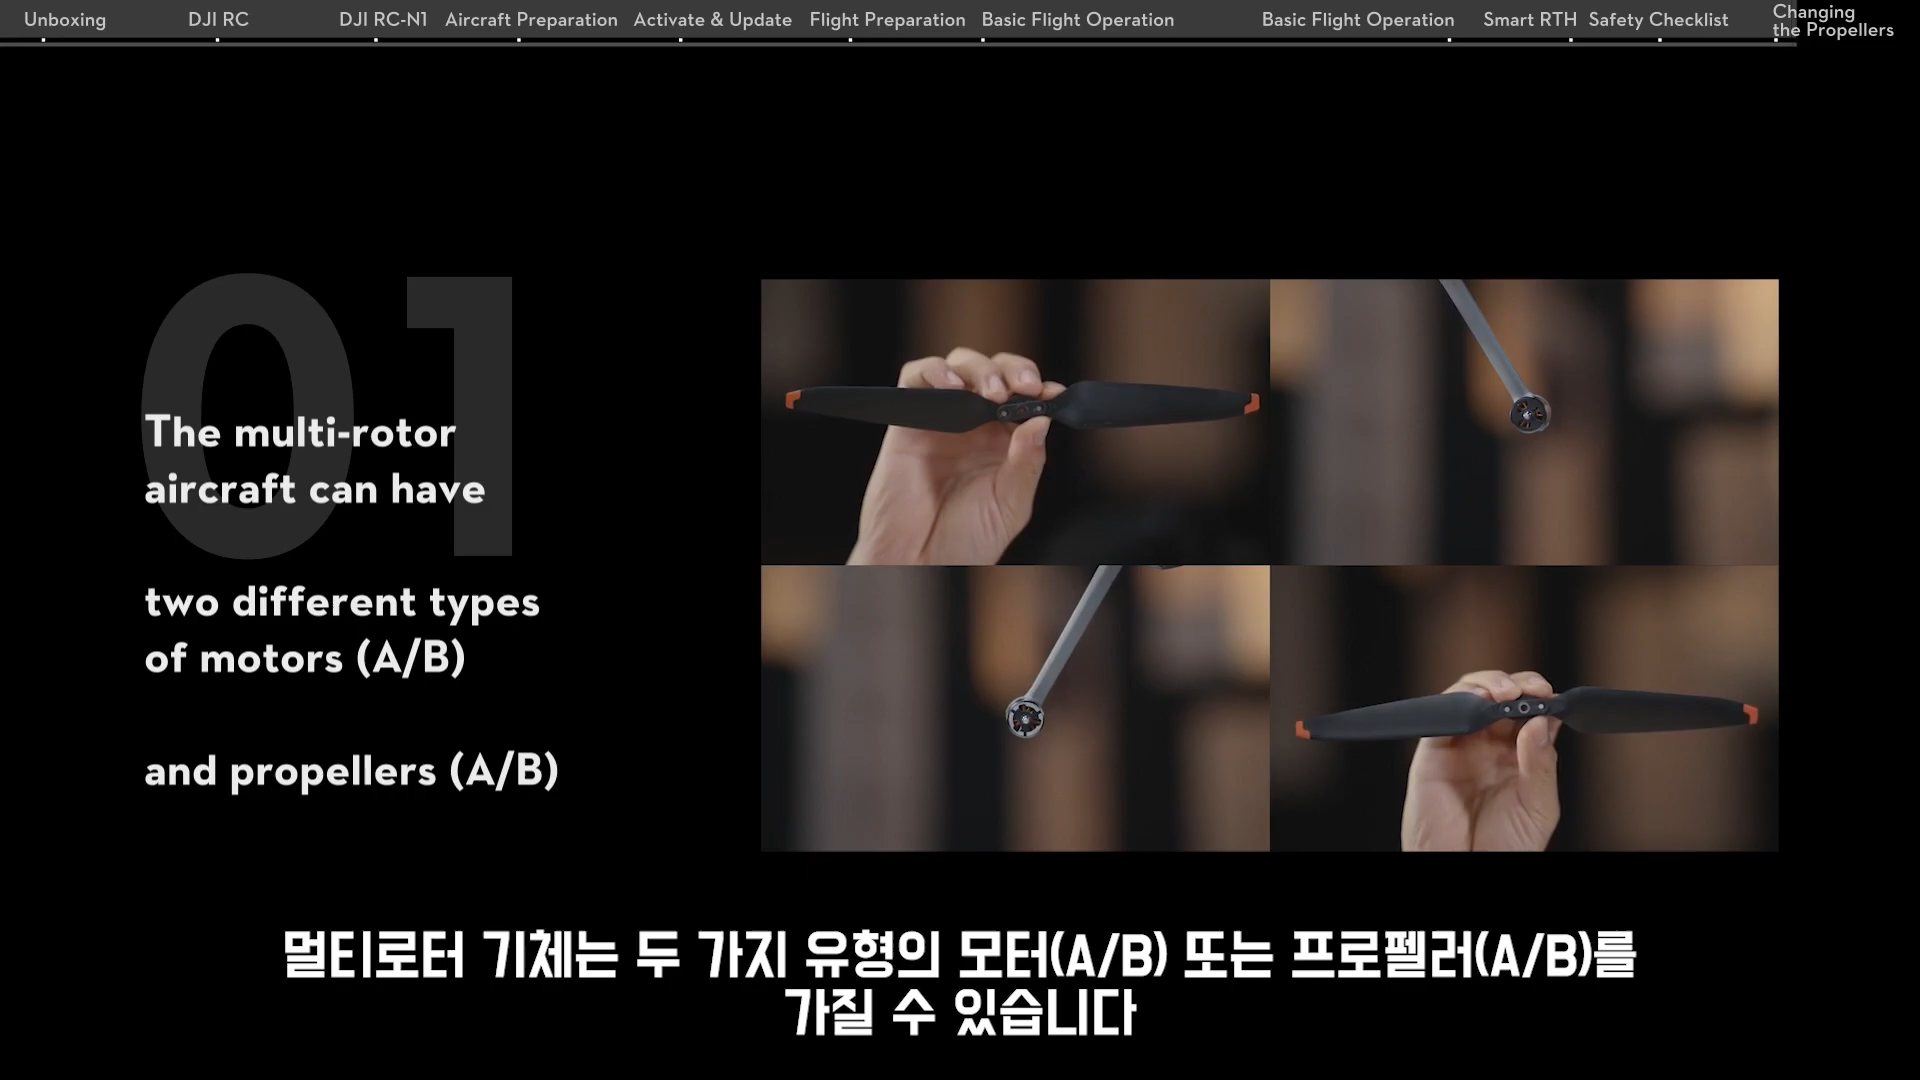 Unboxing
DJI RC
DJI RC-N1
Aircraft Preparation
Activate & Update
Flight Preparation
Basic Flight Operation
Basic Flight Operation
Smart RTH
Safety Checklist
Changing
the Propellers
01
The multi-rotor
aircraft can have
two different types
of motors (A/B)
and propellers (A/B)
멀티로터 기체는 두 가지 유형의 모터(A/B) 또는 프로펠러(A/B)를
가질 수 있습니다